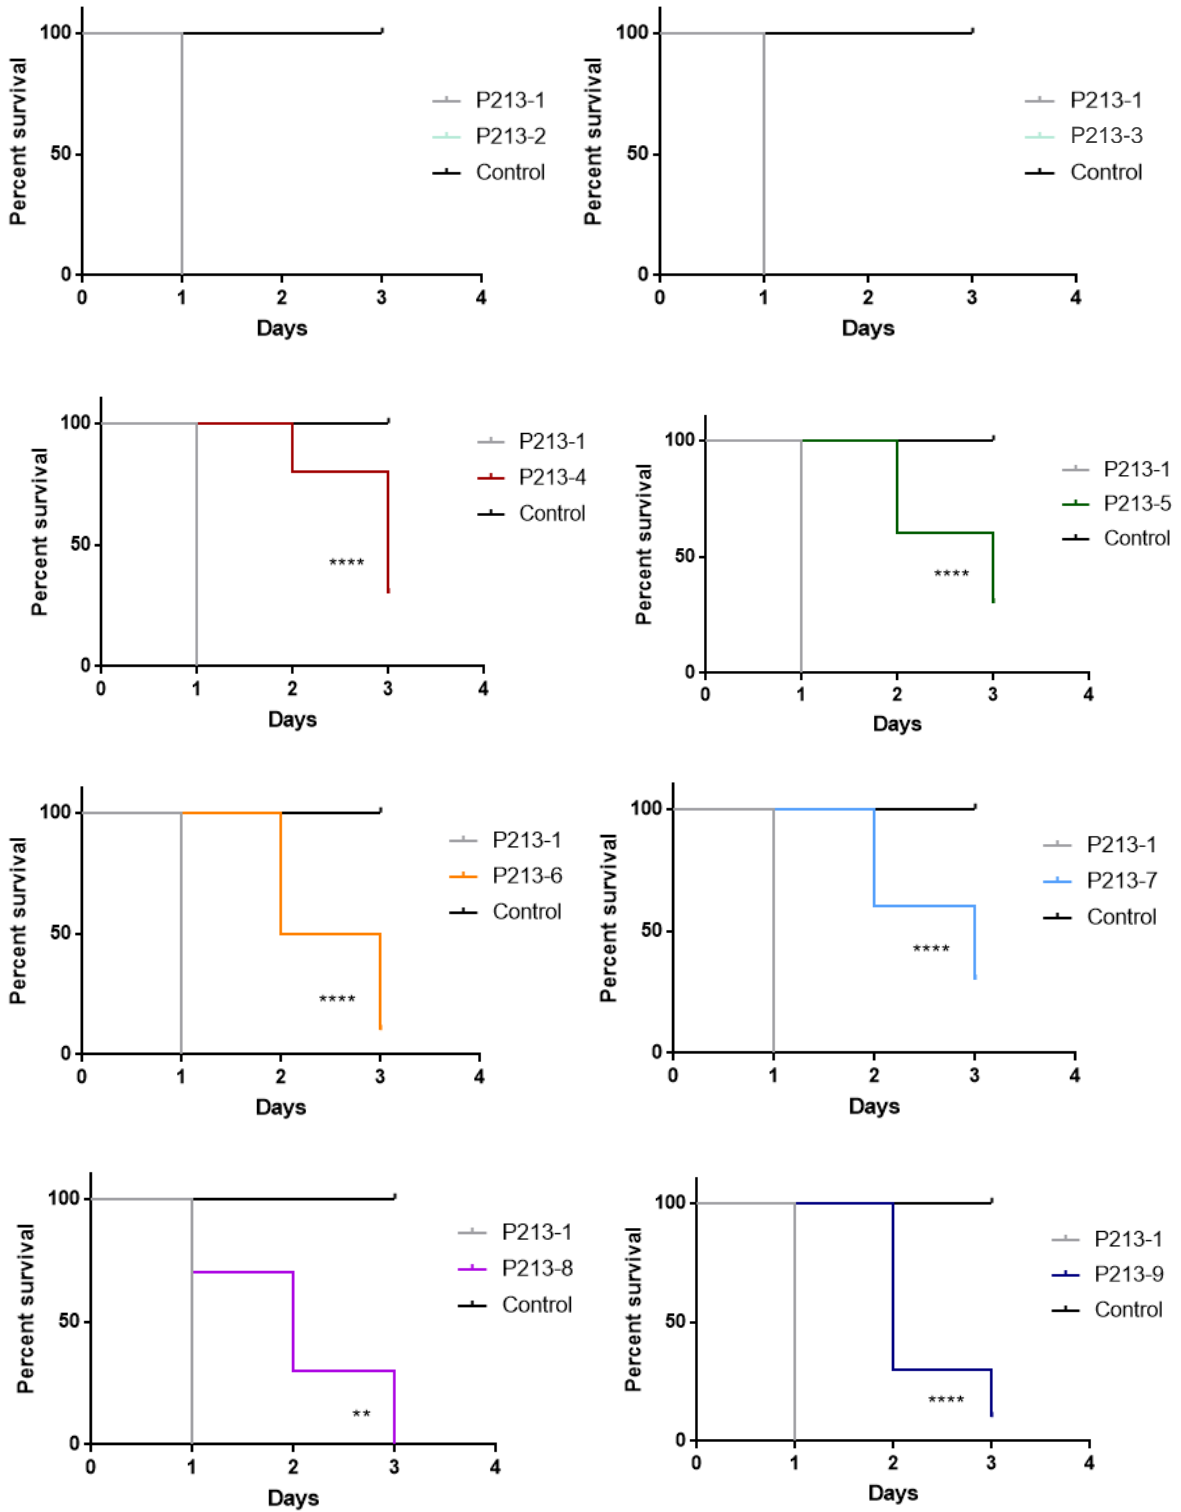 Percent survival
100
50
0
0 1 2 3 4
Days
P213-1
P213-2
Control
Percent survival
100
50
0
0 1 2 3 4
Days
P213-1
P213-3
Control
Percent survival
100
50
0
0 1 2 3 4
Days
P213-1
P213-4
Control
****
Percent survival
100
50
0
0 1 2 3 4
Days
P213-1
P213-5
Control
****
Percent survival
100
50
0
0 1 2 3 4
Days
P213-1
P213-6
Control
****
Percent survival
100
50
0
0 1 2 3 4
Days
P213-1
P213-7
Control
****
Percent survival
100
50
0
0 1 2 3 4
Days
P213-1
P213-8
Control
**
Percent survival
100
50
0
0 1 2 3 4
Days
P213-1
P213-9
Control
****